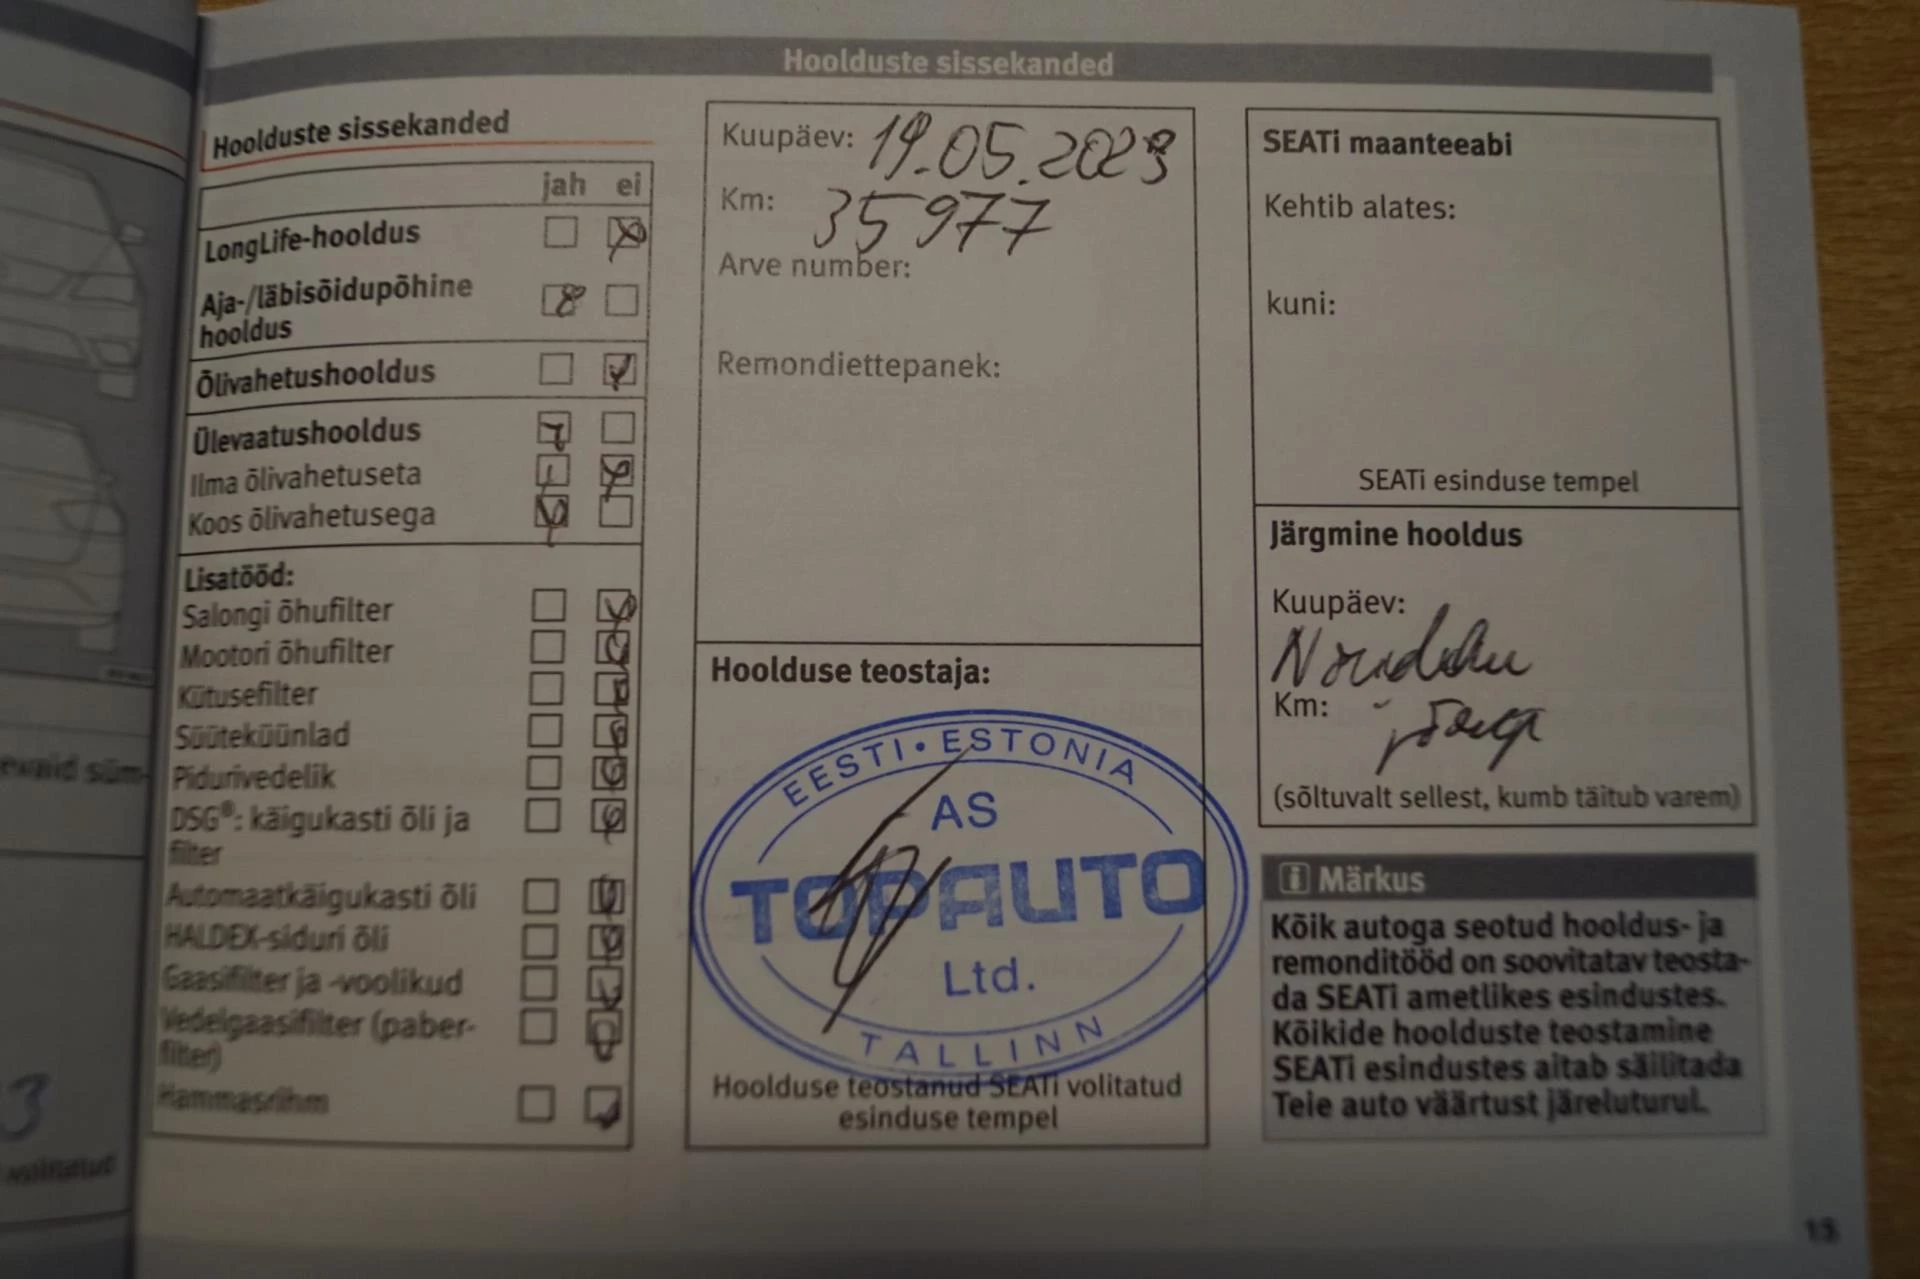 Hoolduste sissekanded
Hoolduste sissekanded
jah ei
LongLife-hooldus
Aja-/läbisõidupõhine
hooldus
Õlivahetushooldus
Ülevaatushooldus
Ilma õlivahetuseta
Koos õlivahetusega
Lisatööd:
Salongi õhufilter
Mootori õhufilter
Kütusefilter
Süüteküünlad
Pidurivedelik
DSG®: käigukasti õli ja
filter
Automaatkäigukasti õli
HALDEX-siduri õli
Gaasifilter ja -voolikud
Vedelgaasifilter (paber-
filter)
Hammasrihm
Kuupäev: 19.05.2023
Km: 35977
Arve number:
Remondiettepanek:
Hoolduse teostaja:
EESTI • ESTONIA
AS
TOPAUTO
Ltd.
TALLINN
Hoolduse teostanud SEATi volitatud
esinduse tempel
SEATi maanteeabi
Kehtib alates:
kuni:
SEATi esinduse tempel
Järgmine hooldus
Kuupäev:
Km:
(sõltuvalt sellest, kumb täitub varem)
i Märkus
Kõik autoga seotud hooldus- ja
remonditööd on soovitatav teosta-
da SEATi ametlikes esindustes.
Kõikide hoolduste teostamine
SEATi esindustes aitab säilitada
Teie auto väärtust järeluturul.
15
3
volitatud